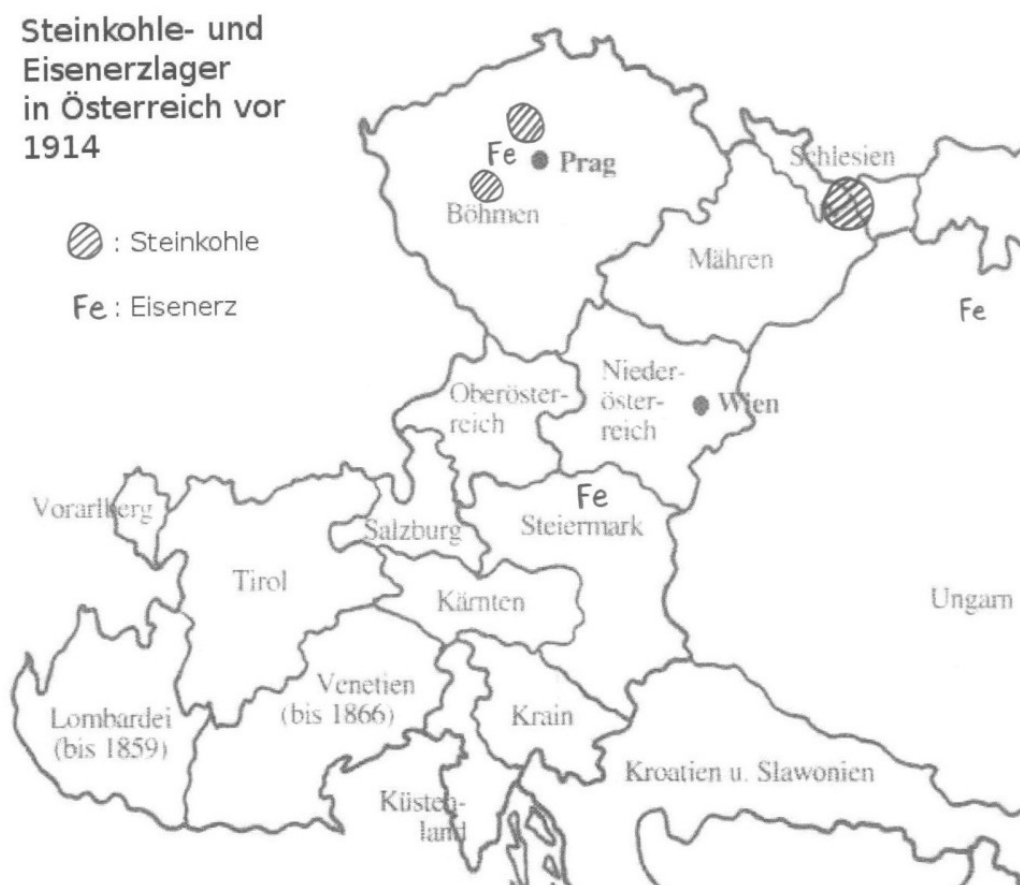 Steinkohle- und
Eisenerzlager
in Österreich vor
1914
: Steinkohle
Fe : Eisenerz
Fe
Prag
Böhmen
Schlesien
Mähren
Fe
Oberöster-
reich
Nieder-
öster-
reich
Wien
Fe
Steiermark
Vorarlberg
Salzburg
Tirol
Kärnten
Ungarn
Venetien
(bis 1866)
Lombardei
(bis 1859)
Krain
Kroatien u. Slawonien
Küsten-
land